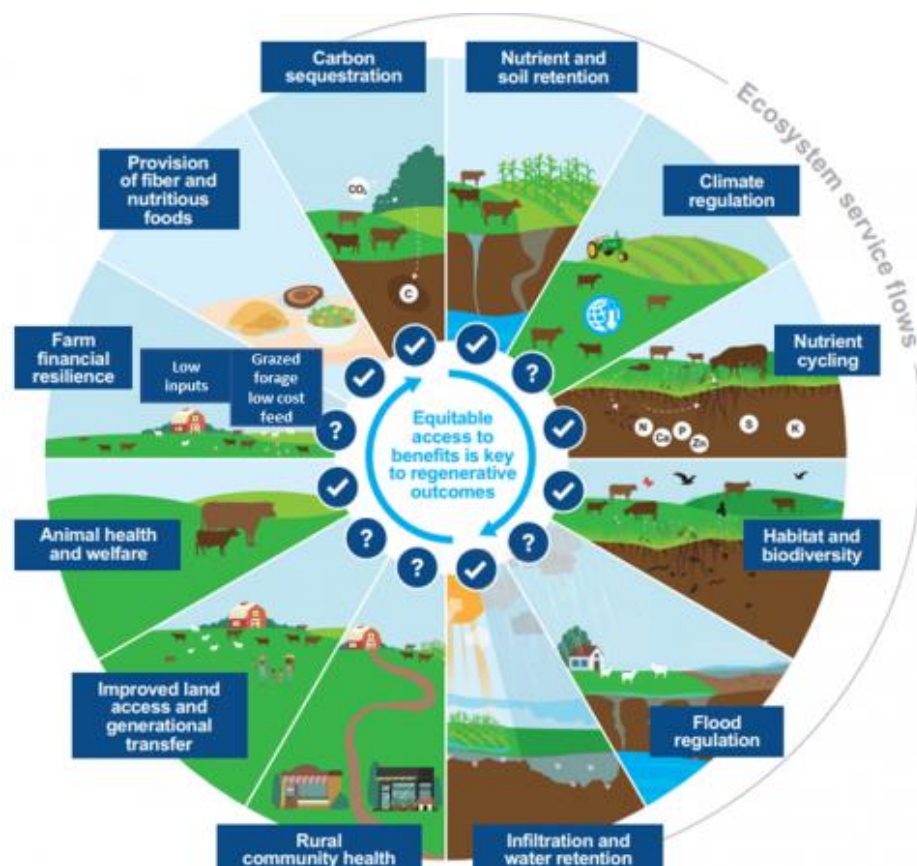 Carbon
sequestration
Nutrient and
soil retention
Ecosystem service flows
Provision
of fiber and
nutritious
foods
Climate
regulation
CO₂
C
Farm
financial
resilience
Low
inputs
Grazed
forage
low cost
feed
Nutrient
cycling
N
Ca
P
Zn
S
K
Equitable
access to
benefits is key
to regenerative
outcomes
?
?
?
?
?
Animal health
and welfare
Habitat and
biodiversity
Improved land
access and
generational
transfer
Flood
regulation
Rural
community health
Infiltration and
water retention